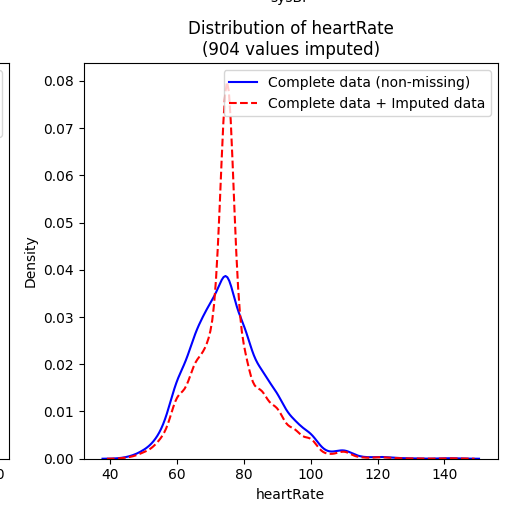 Distribution of heartRate
(904 values imputed)
Complete data (non-missing)
Complete data + Imputed data
0.08
0.07
0.06
0.05
0.04
0.03
0.02
0.01
0.00
Density
40 60 80 100 120 140
heartRate